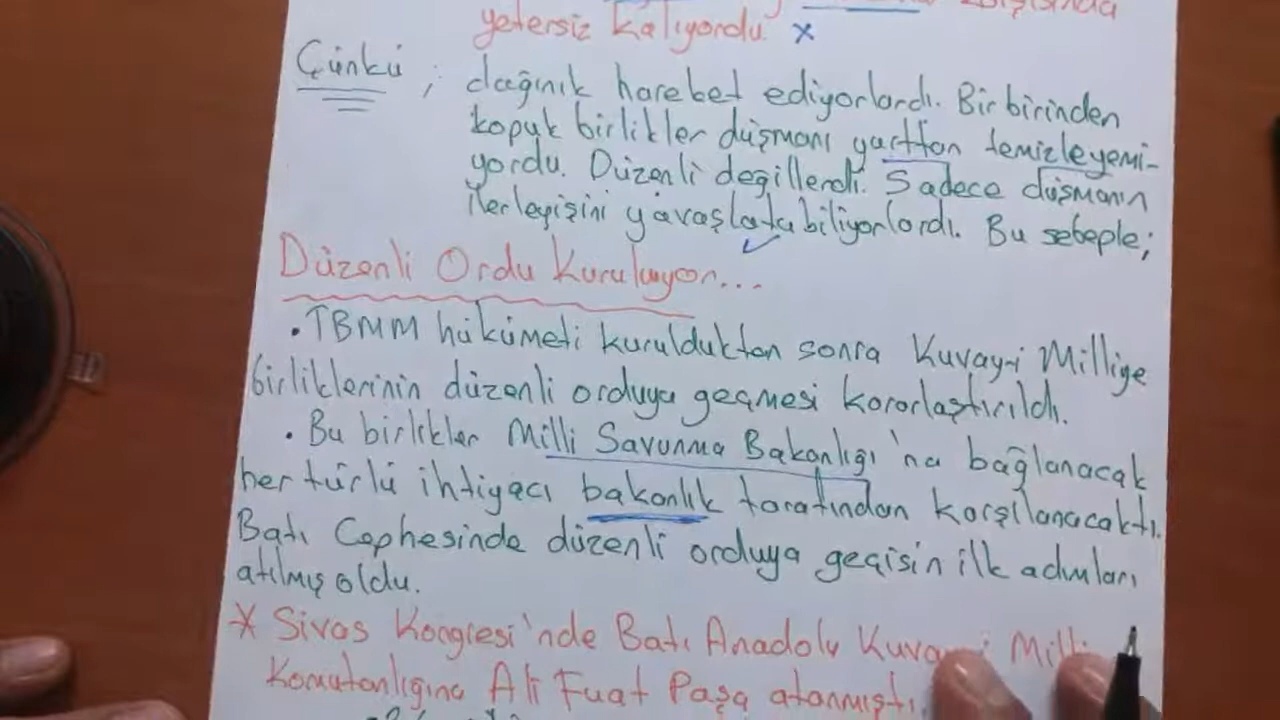 yetersiz kalıyordu x
Çünkü ; dağınık hareket ediyorlardı. Birbirinden
kopuk birlikler düşmanı yurttan temizleyemi-
yordu. Düzenli değillerdi. Sadece düşmanın
ilerleyişini yavaşlatabiliyorlardı. Bu sebeple;
Düzenli Ordu Kuruluyor...
• TBMM hükümeti kurulduktan sonra Kuvay-i Milliye
birliklerinin düzenli orduya geçmesi kararlaştırıldı.
• Bu birlikler Milli Savunma Bakanlığı'na bağlanacak
her türlü ihtiyacı bakanlık tarafından karşılanacaktı.
Batı Cephesinde düzenli orduya geçişin ilk adımları
atılmış oldu.
* Sivas Kongresi'nde Batı Anadolu
Komutanlığına Ali Fuat Paşa atanmıştı.